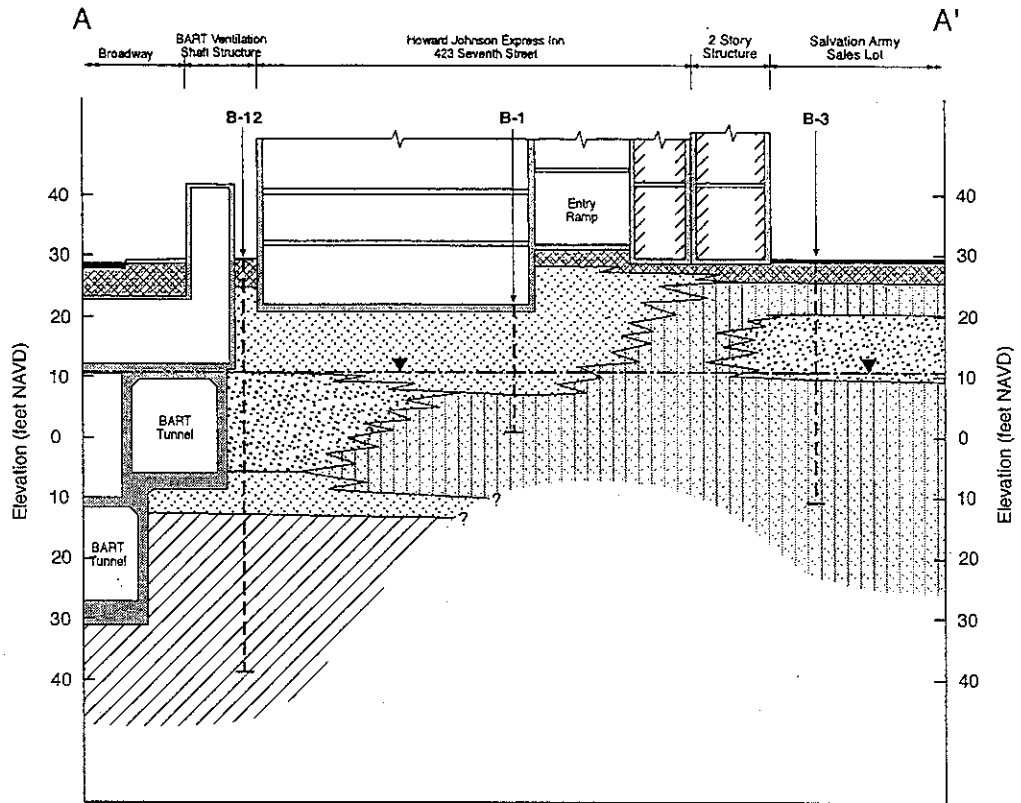 A
A'
Broadway
BART Ventilation
Shaft Structure
Howard Johnson Express Inn
423 Seventh Street
2 Story
Structure
Salvation Army
Sales Lot
B-12
B-1
B-3
Entry
Ramp
BART
Tunnel
BART
Tunnel
Elevation (feet NAVD)
40
30
20
10
0
10
20
30
40
?
?
Elevation (feet NAVD)
40
30
20
10
0
10
20
30
40